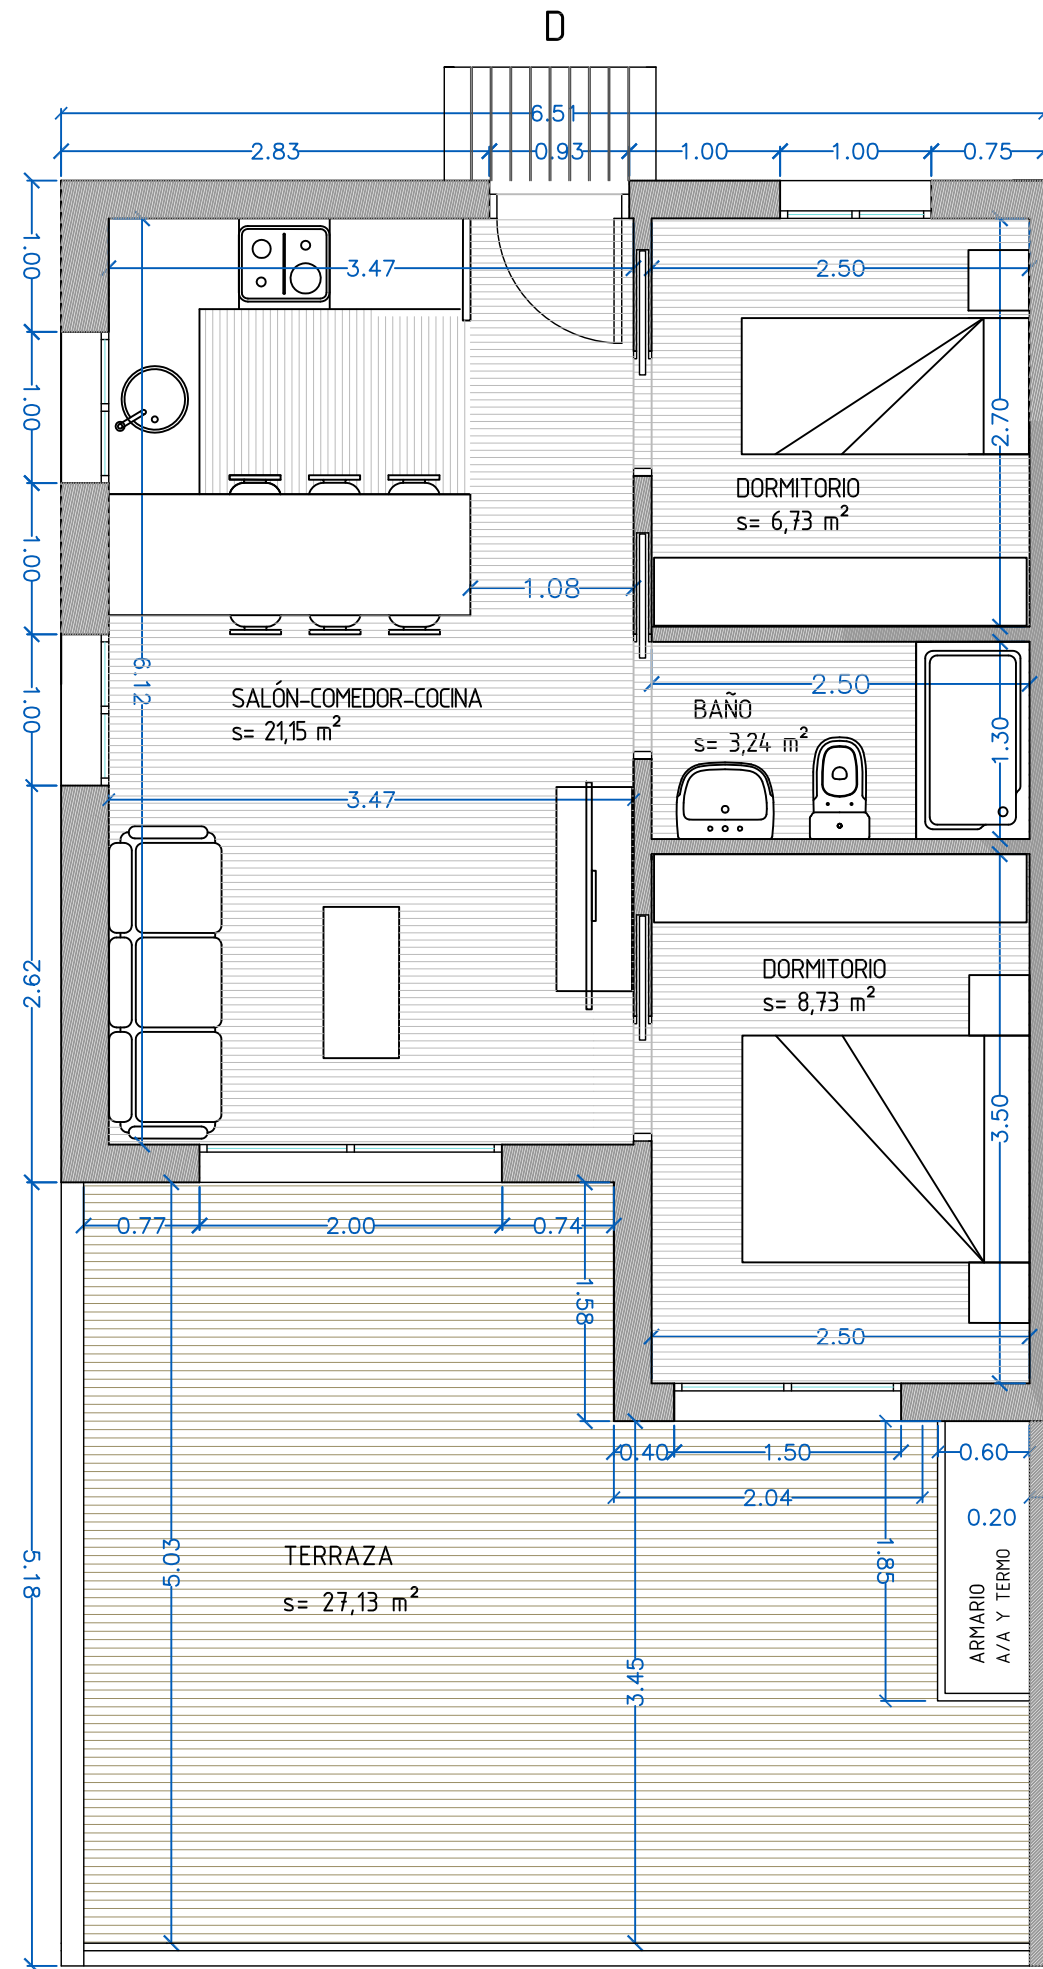 D
6.51
2.83
0.93
1.00
1.00
0.75
1.00
3.47
2.50
1.00
2.70
DORMITORIO
s= 6,73 m²
1.00
1.08
6.12
SALÓN-COMEDOR-COCINA
s= 21,15 m²
1.00
2.50
BAÑO
s= 3,24 m²
1.30
3.47
2.92
DORMITORIO
s= 8,73 m²
3.50
0.77
2.00
0.74
1.58
2.50
0.40
1.50
0.60
2.04
0.20
5.18
5.03
TERRAZA
s= 27,13 m²
1.85
ARMARIO
A/A Y TERMO
3.45